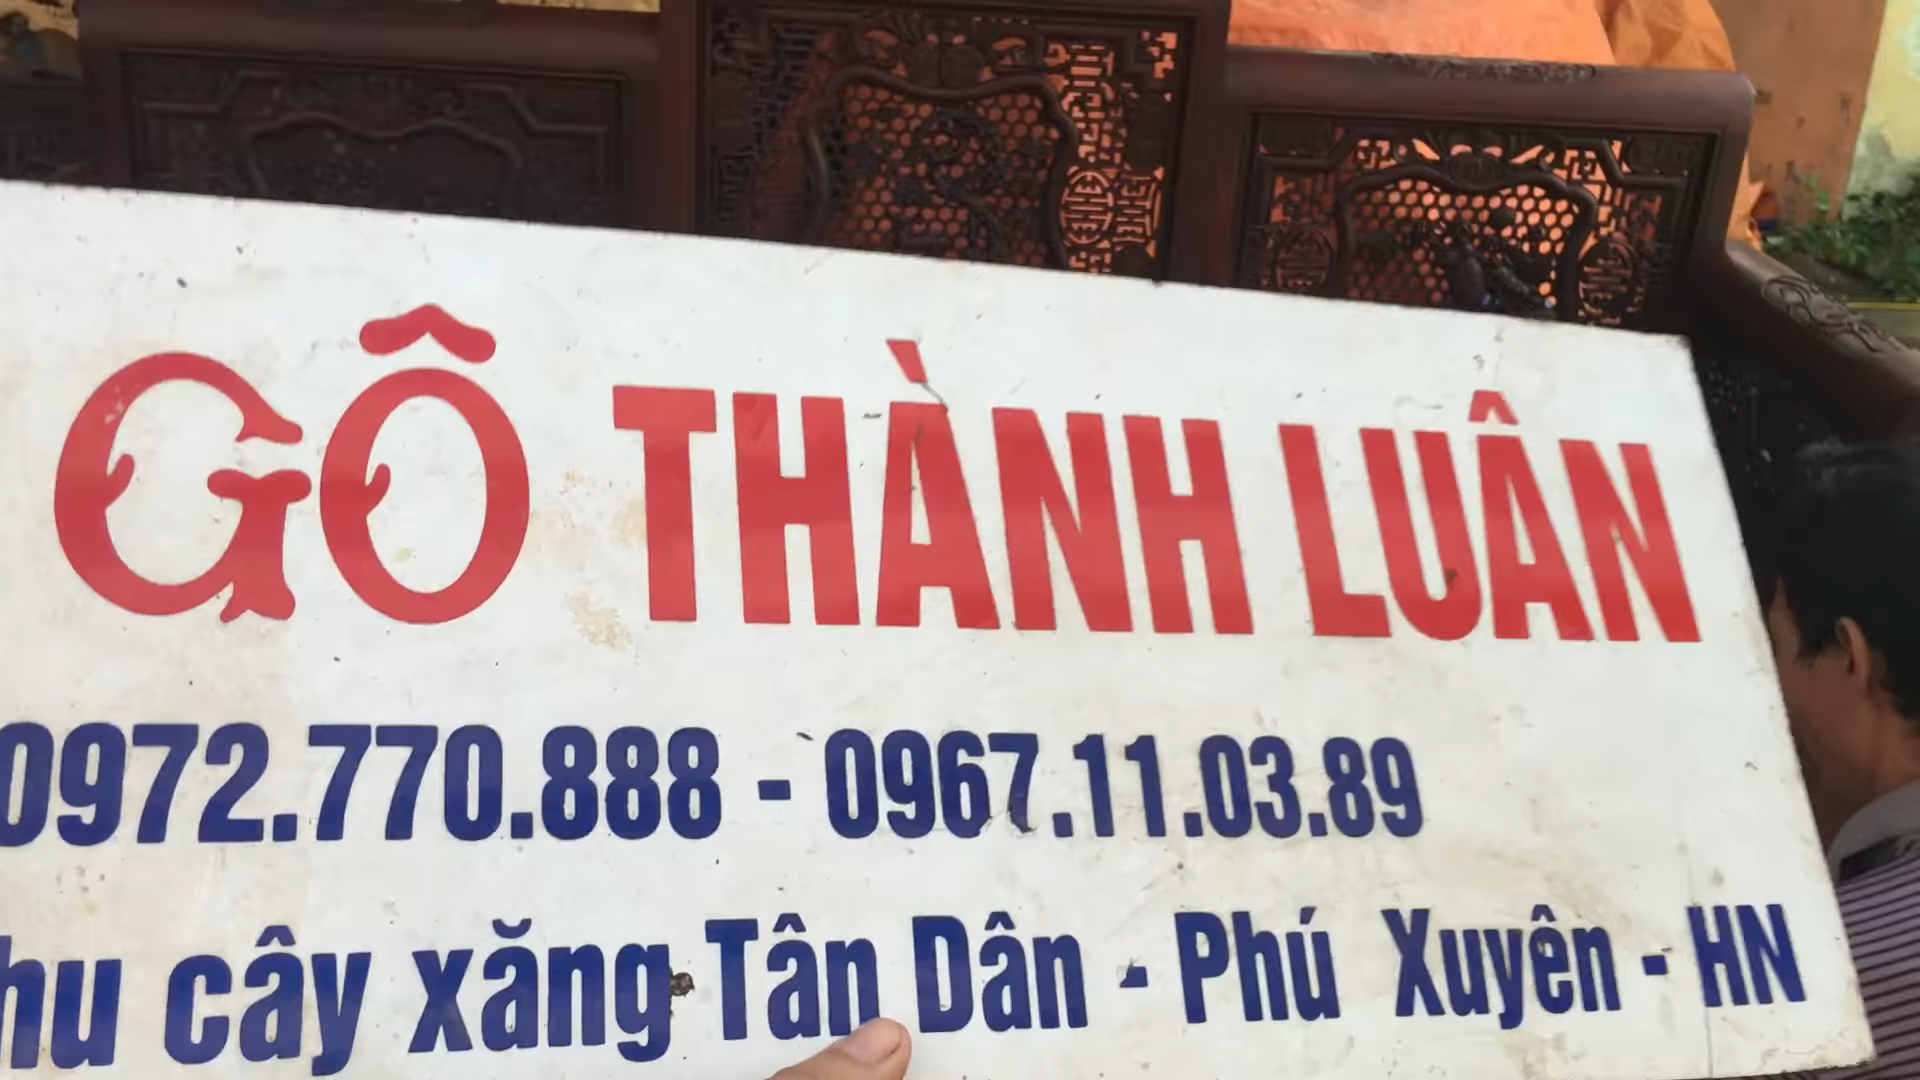 GÔ THÀNH LUÂN
0972.770.888 - 0967.11.03.89
hu cây xăng Tân Dân - Phú Xuyên - HN